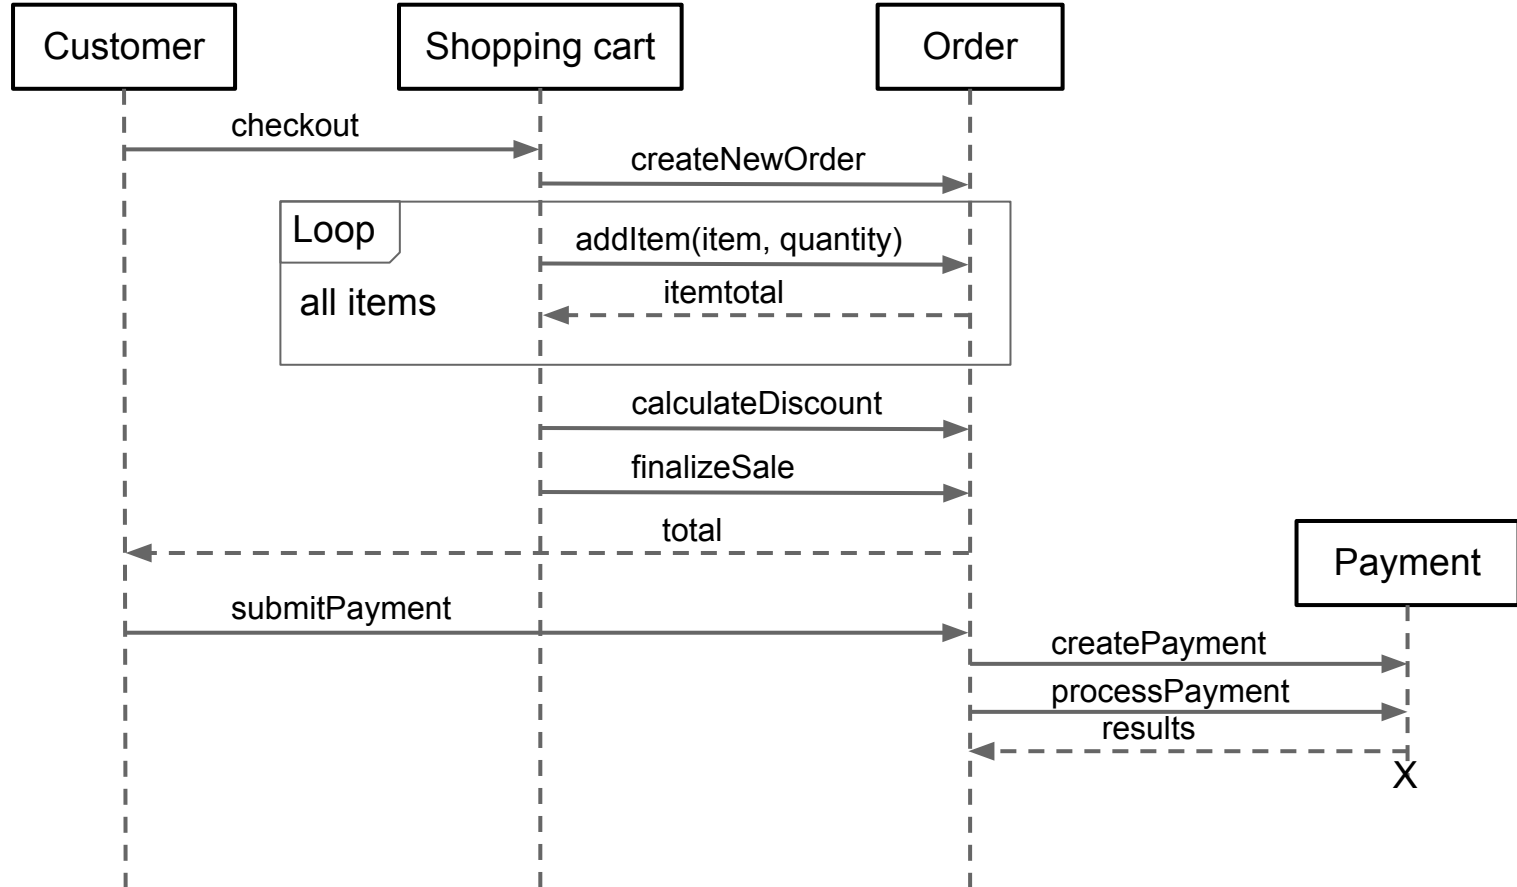 Customer
Shopping cart
Order
checkout
createNewOrder
Loop
addItem(item, quantity)
itemtotal
all items
calculateDiscount
finalizeSale
total
Payment
submitPayment
createPayment
processPayment
results
X